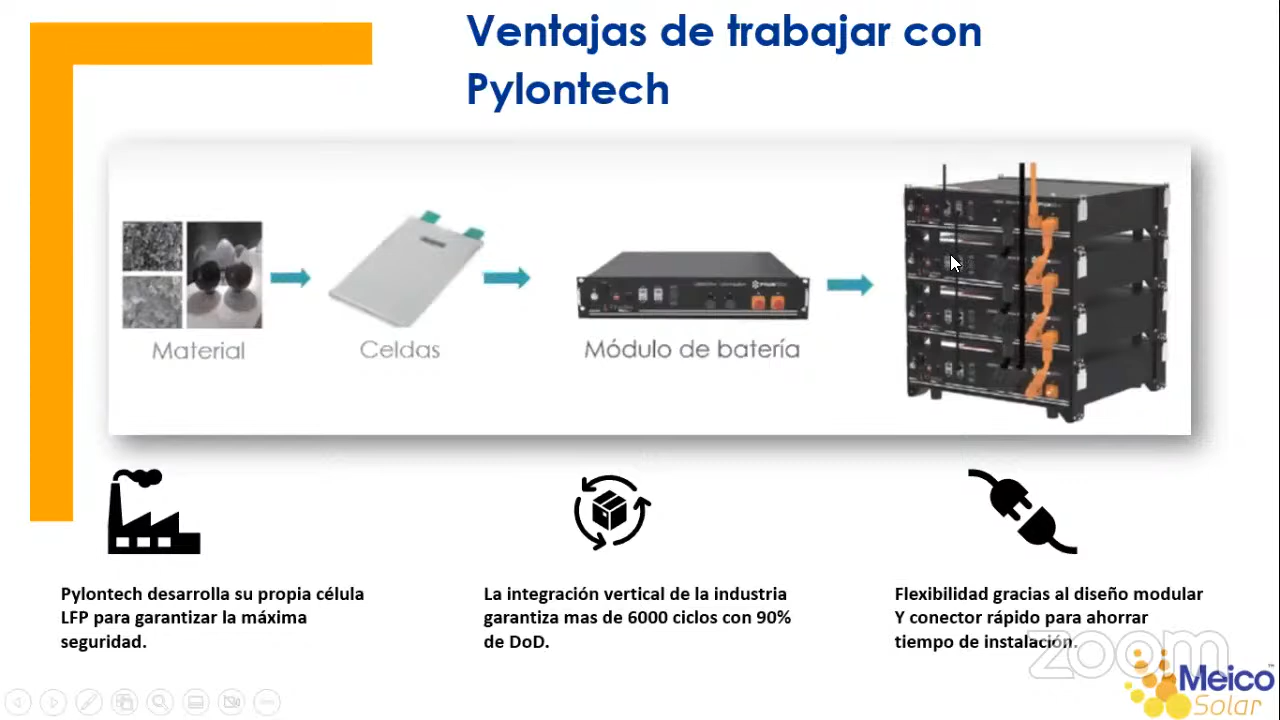 Ventajas de trabajar con
Pylontech
Material
Celdas
Módulo de batería
Pylontech desarrolla su propia célula
LFP para garantizar la máxima
seguridad.
La integración vertical de la industria
garantiza mas de 6000 ciclos con 90%
de DoD.
Flexibilidad gracias al diseño modular
Y conector rápido para ahorrar
tiempo de instalación.
zoom
Meico
Solar